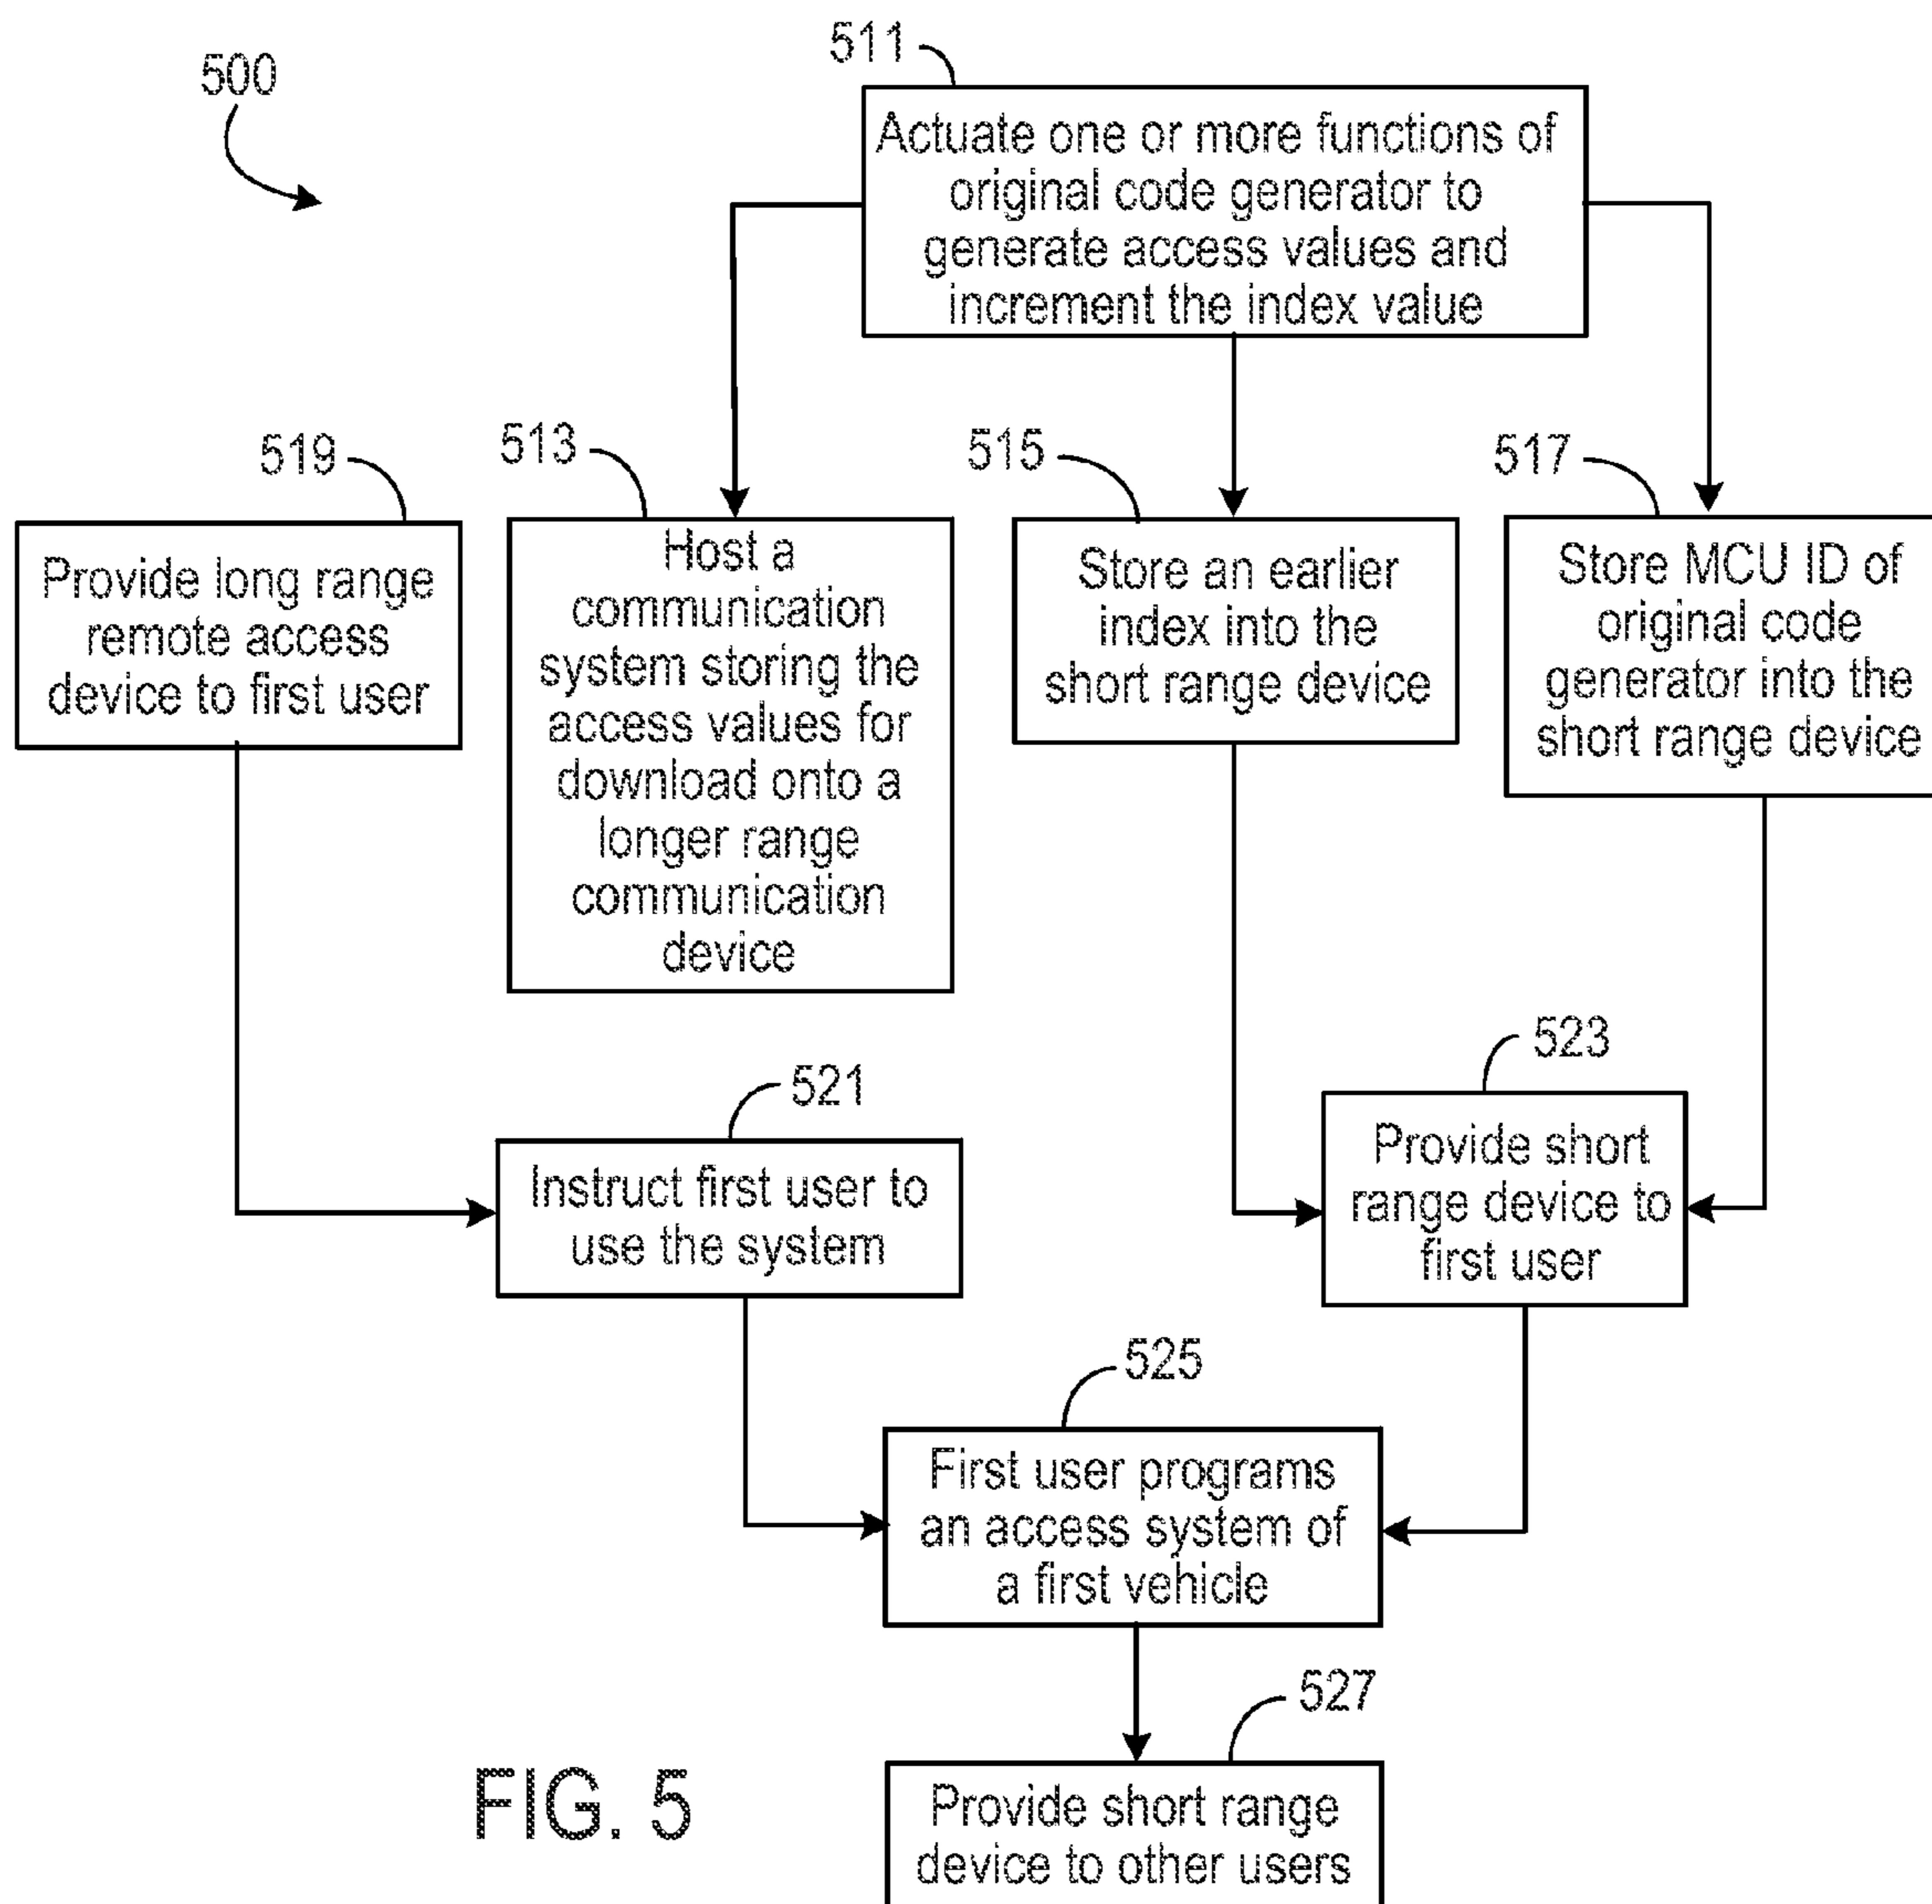 500
511
Actuate one or more functions of
original code generator to
generate access values and
increment the index value
519
Provide long range
remote access
device to first user
513
Host a
communication
system storing the
access values for
download onto a
longer range
communication
device
515
Store an earlier
index into the
short range device
517
Store MCU ID of
original code
generator into the
short range device
521
Instruct first user to
use the system
523
Provide short
range device to
first user
525
First user programs
an access system of
a first vehicle
527
Provide short range
device to other users
FIG. 5